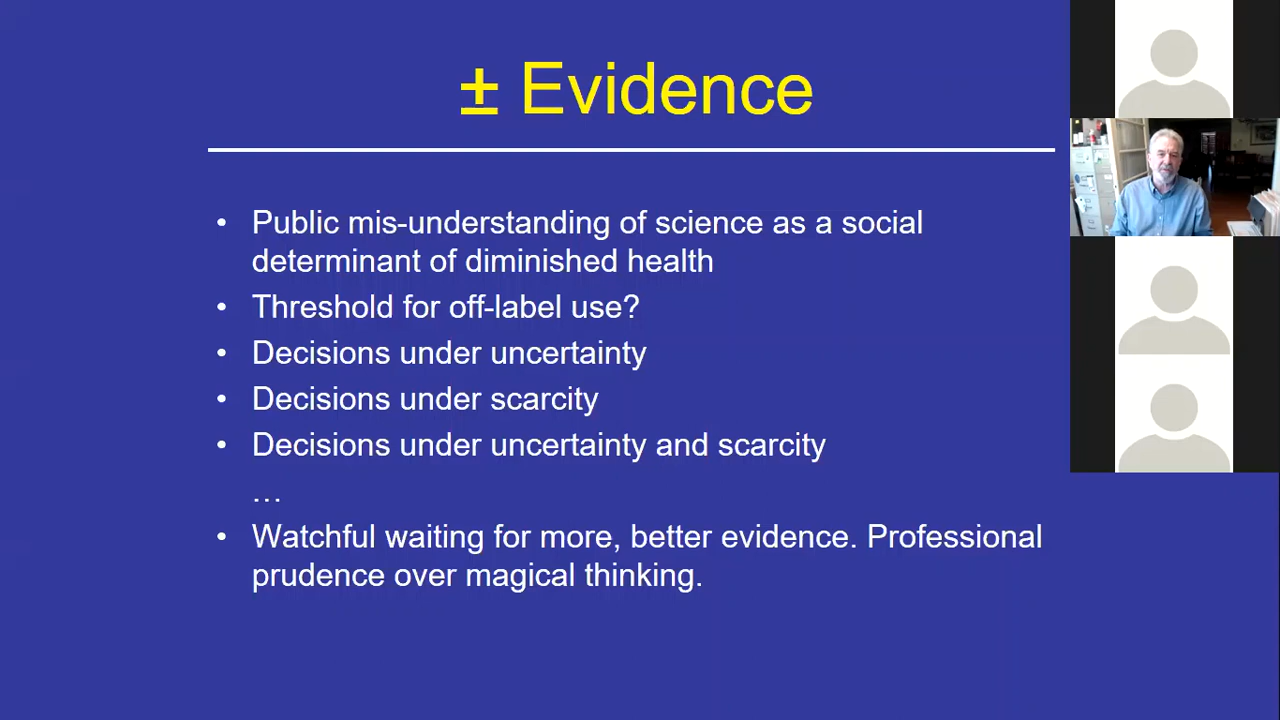 ± Evidence
• Public mis-understanding of science as a social
determinant of diminished health
• Threshold for off-label use?
• Decisions under uncertainty
• Decisions under scarcity
• Decisions under uncertainty and scarcity
…
• Watchful waiting for more, better evidence. Professional
prudence over magical thinking.